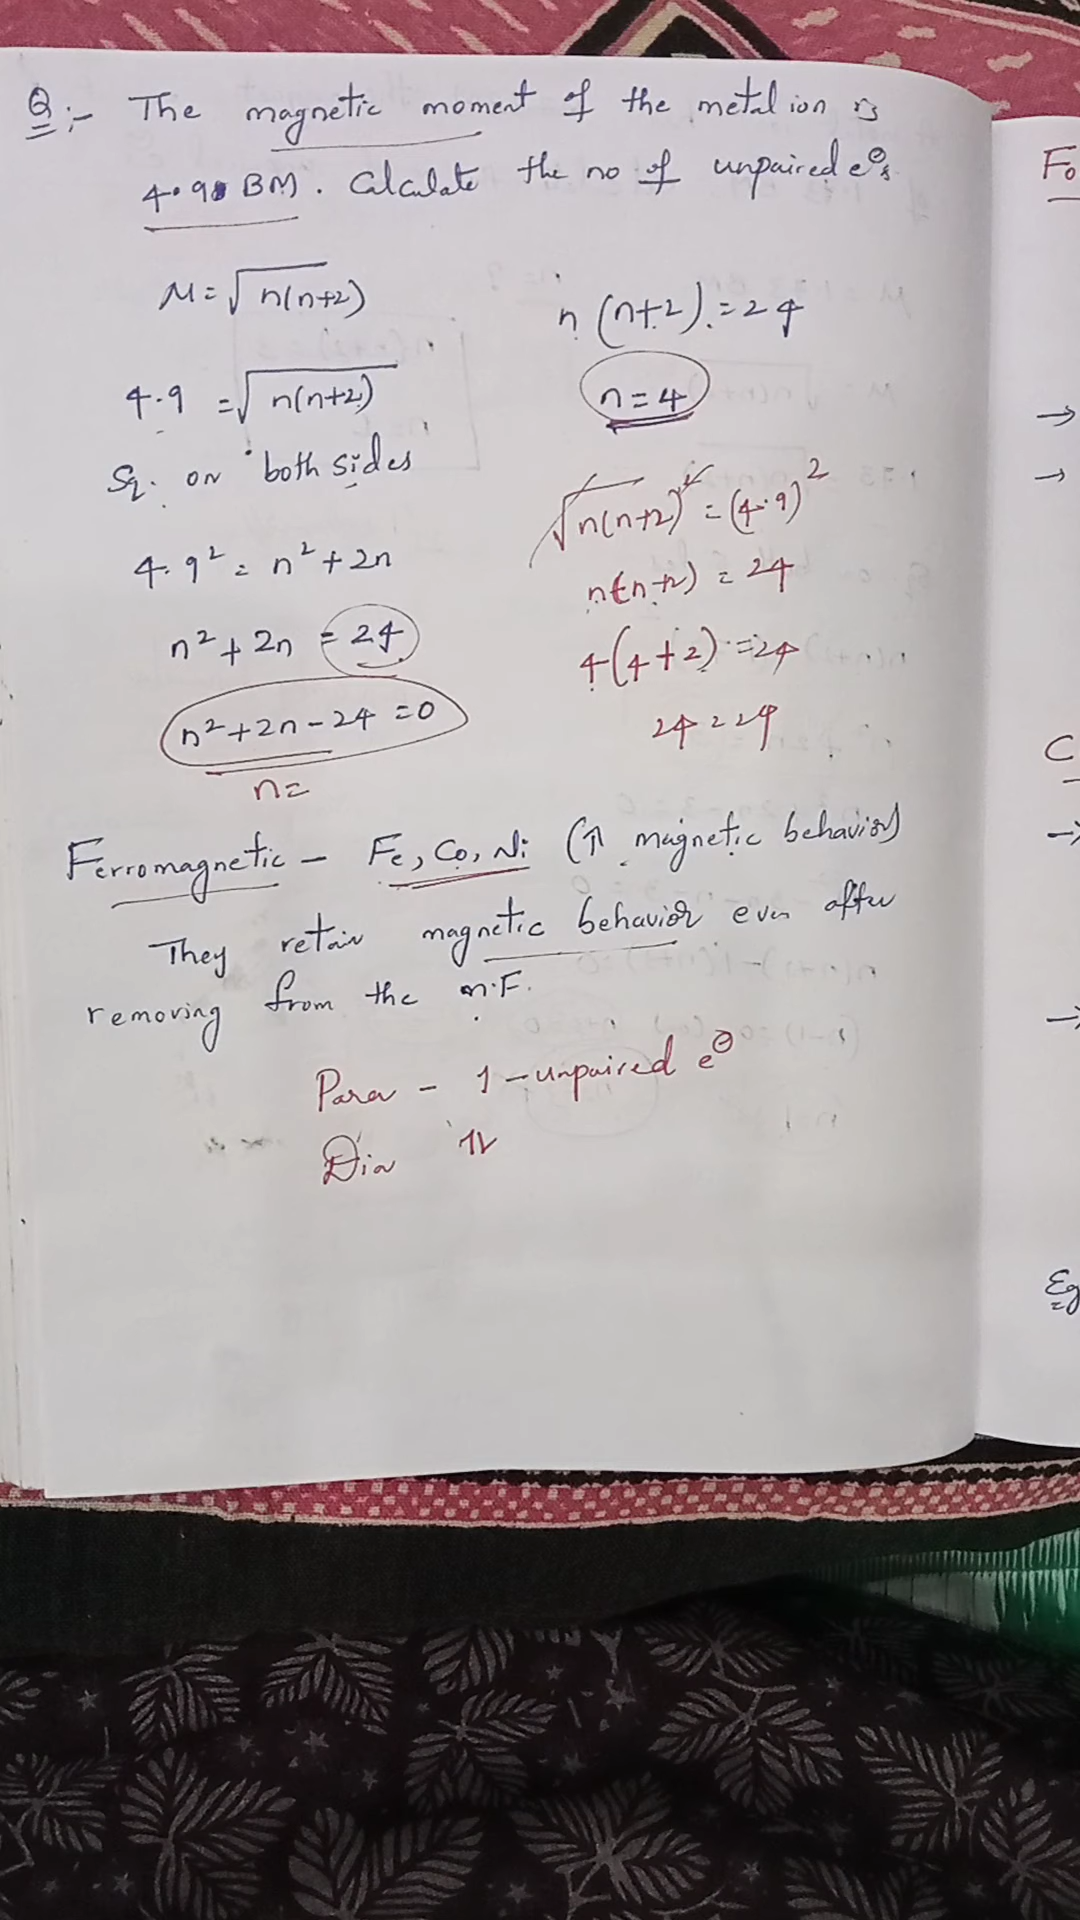 Q:- The magnetic moment of the metal ion is
4.9 BM. Calculate the no of unpaired e⊖s.
M = √n(n+2)
4.9 = √n(n+2)
Sq. on both sides
4.9² = n² + 2n
n² + 2n = 24
n² + 2n - 24 = 0
n =
n (n+2) = 24
n = 4
√n(n+2)² = (4.9)²
n(n+2) = 24
4(4+2) = 24
24 = 24
Ferromagnetic - Fe, Co, Ni (↑ magnetic behavior)
They retain magnetic behavior even after
removing from the m.F.
Para - 1 - unpaired e⊖
Dia ↑↓
Fo
→
→
C
→
→
Eg